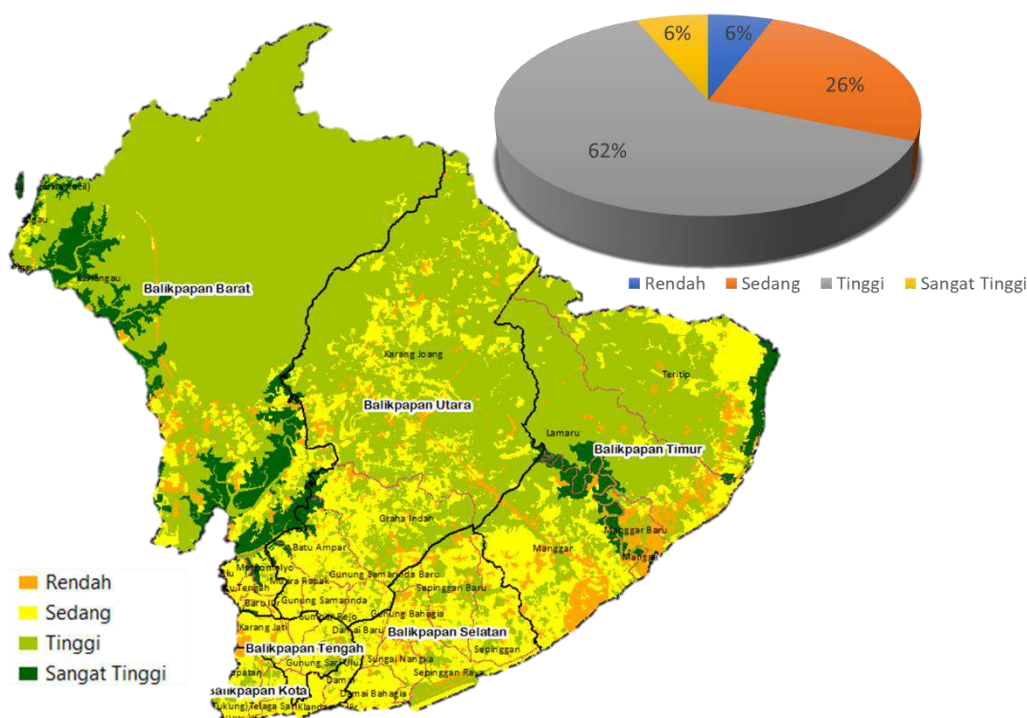 6%
6%
26%
62%
Rendah Sedang Tinggi Sangat Tinggi
Balikpapan Barat
Karang Joang
Balikpapan Utara
Teritip
Lamaru
Balikpapan Timur
Graha Indah
Manggar Baru
Manggar
Batu Ampar
Muara Rapak
Gunung Samarinda Baru
Sepinggan Baru
Gunung Samarinda
Gunung Bahagia
Karang Jati
Damai Baru
Balikpapan Selatan
Balikpapan Tengah
Sepinggan
Sungai Nangka
Sepinggan Raya
Balikpapan Kota
Damai Bahagia
Rendah
Sedang
Tinggi
Sangat Tinggi